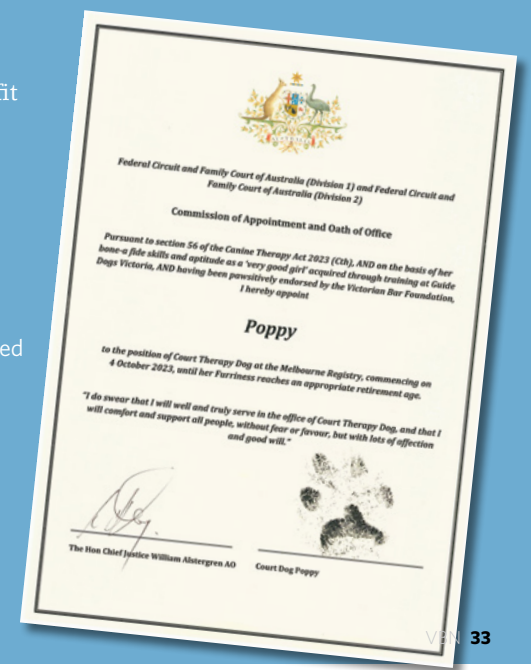 fit
ed
AUSTRALIA
Federal Circuit and Family Court of Australia (Division 1) and Federal Circuit and
Family Court of Australia (Division 2)
Commission of Appointment and Oath of Office
Pursuant to section 56 of the Canine Therapy Act 2023 (Cth), AND on the basis of her
bone-a fide skills and aptitude as a 'very good girl' acquired through training at Guide
Dogs Victoria, AND having been pawsitively endorsed by the Victorian Bar Foundation,
I hereby appoint
Poppy
to the position of Court Therapy Dog at the Melbourne Registry, commencing on
4 October 2023, until her Furriness reaches an appropriate retirement age.
"I do swear that I will well and truly serve in the office of Court Therapy Dog, and that I
will comfort and support all people, without fear or favour, but with lots of affection
and good will."
The Hon Chief Justice William Alstergren AO
Court Dog Poppy
VBN 33